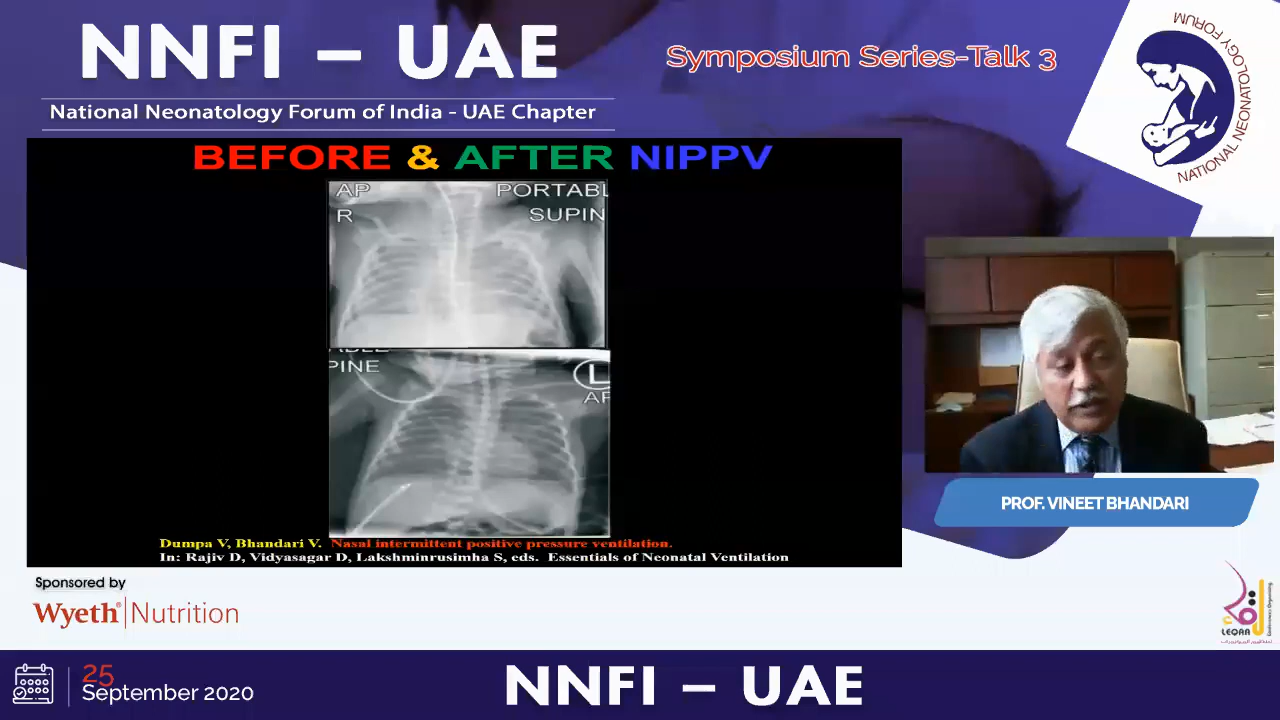 NNFI – UAE
National Neonatology Forum of India - UAE Chapter
Symposium Series-Talk 3
NATIONAL NEONATOLOGY FORUM
BEFORE & AFTER NIPPV
AP
PORTABL
R
SUPIN
PINE
L
AP
Dumpa V, Bhandari V. Nasal intermittent positive pressure ventilation.
In: Rajiv D, Vidyasagar D, Lakshminrusimha S, eds. Essentials of Neonatal Ventilation
PROF. VINEET BHANDARI
Sponsored by
Wyeth® Nutrition
LEQAA
25
September 2020
NNFI – UAE